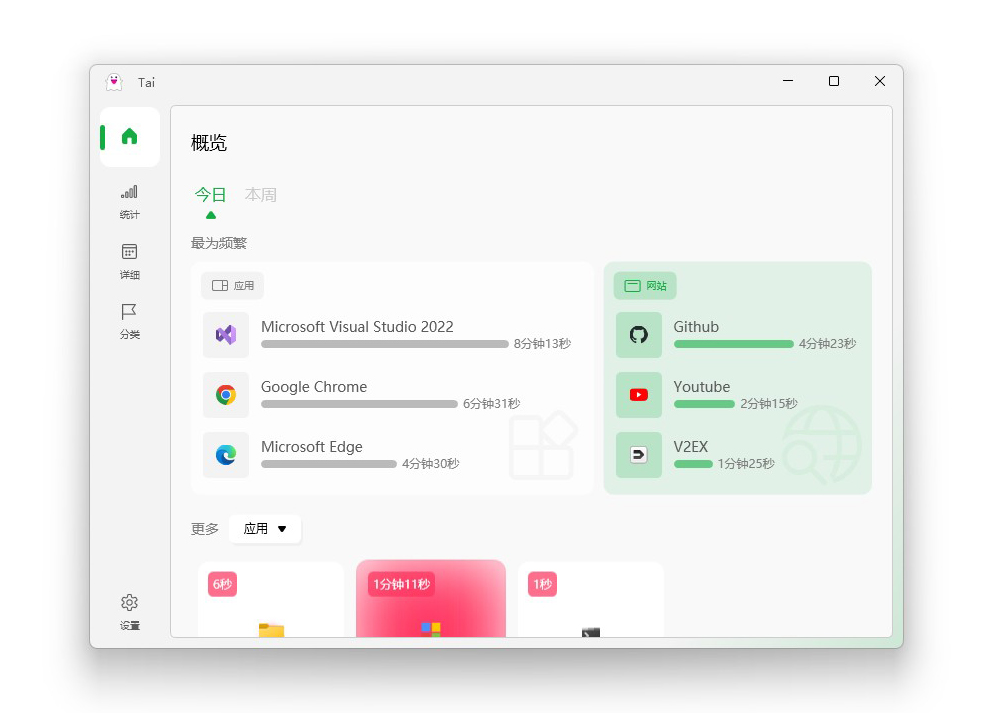 Tai
概览
今日 本周
最为频繁
应用
Microsoft Visual Studio 2022
8分钟13秒
Google Chrome
6分钟31秒
Microsoft Edge
4分钟30秒
网站
Github
4分钟23秒
Youtube
2分钟15秒
V2EX
1分钟25秒
更多 应用
6秒
1分钟11秒
1秒
统计
详细
分类
设置